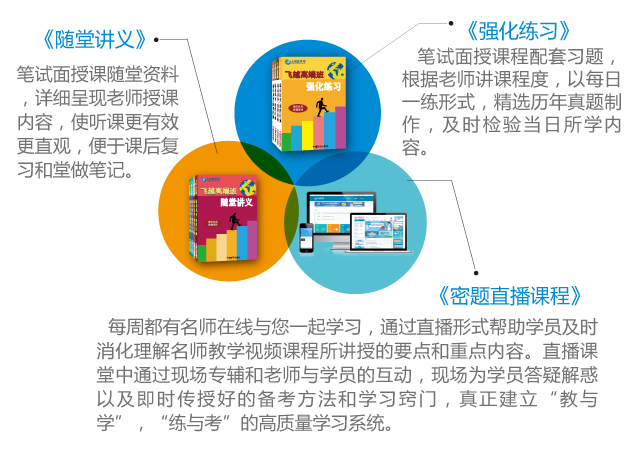 《随堂讲义》
笔试面授课随堂资料
，详细呈现老师授课
内容，使听课更有效
更直观，便于课后复
习和堂做笔记。
《强化练习》
笔试面授课程配套习题，
根据老师讲课程度，以每日
一练形式，精选历年真题制
作，及时检验当日所学内
容。
飞越高端班
强化练习
飞越高端班
随堂讲义
《密题直播课程》
每周都有名师在线与您一起学习，通过直播形式帮助学员及时
消化理解名师教学视频课程所讲授的要点和重点内容。直播课
堂中通过现场专辅和老师与学员的互动，现场为学员答疑解惑
以及即时传授好的备考方法和学习窍门，真正建立“教与
学”，“练与考”的高质量学习系统。